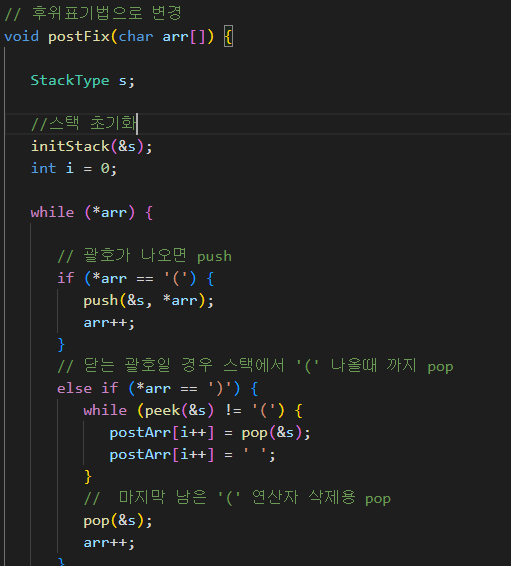 // 후위표기법으로 변경
void postFix(char arr[]) {
StackType s;
//스택 초기화
initStack(&s);
int i = 0;
while (*arr) {
// 괄호가 나오면 push
if (*arr == '(') {
push(&s, *arr);
arr++;
}
// 닫는 괄호일 경우 스택에서 '(' 나올때 까지 pop
else if (*arr == ')') {
while (peek(&s) != '(') {
postArr[i++] = pop(&s);
postArr[i++] = ' ';
}
// 마지막 남은 '(' 연산자 삭제용 pop
pop(&s);
arr++;
}